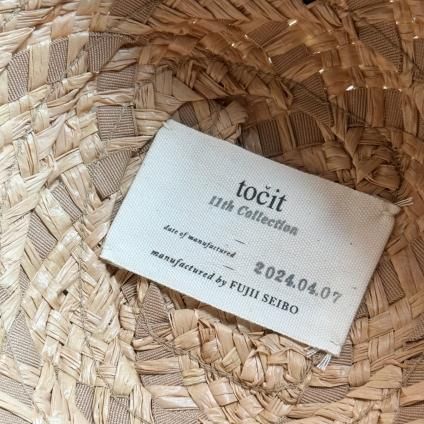 točit
11th Collection
date of manufactured
2024.04.07
manufactured by FUJII SEIBO